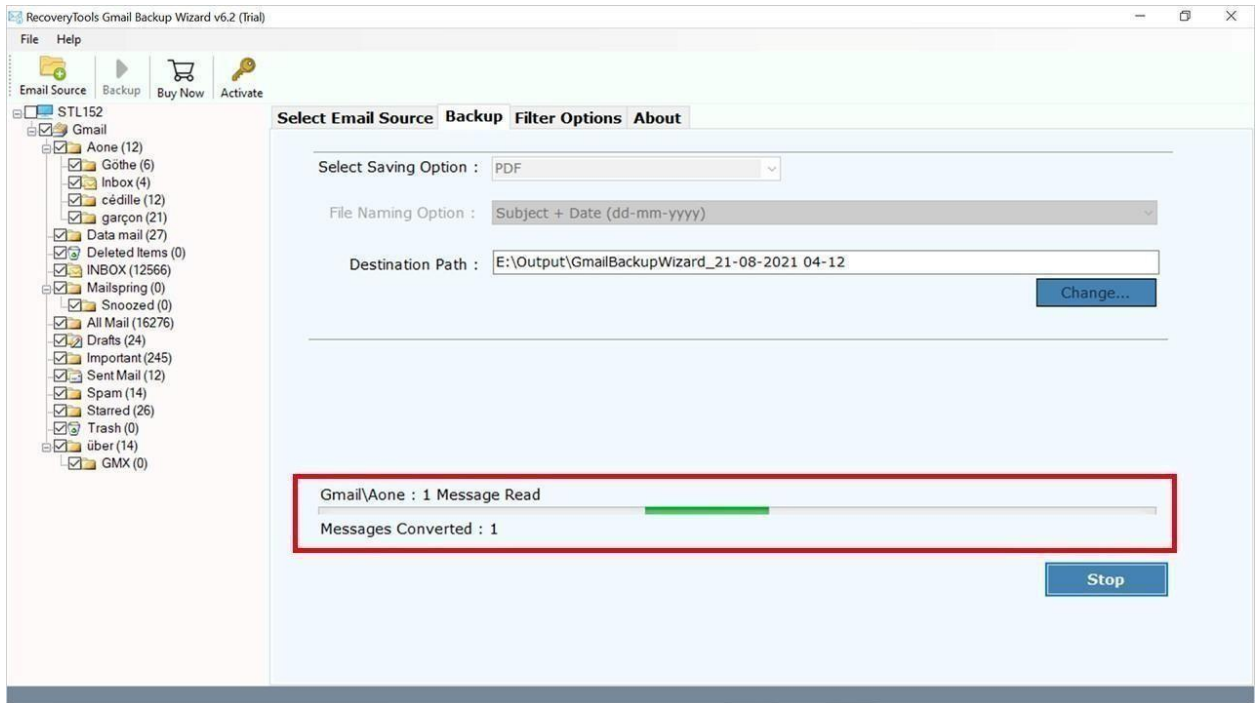 RecoveryTools Gmail Backup Wizard v6.2 (Trial)
File Help
Email Source Backup Buy Now Activate
STL152
Gmail
Aone (12)
Göthe (6)
Inbox (4)
cédille (12)
garçon (21)
Data mail (27)
Deleted Items (0)
INBOX (12566)
Mailspring (0)
Snoozed (0)
All Mail (16276)
Drafts (24)
Important (245)
Sent Mail (12)
Spam (14)
Starred (26)
Trash (0)
über (14)
GMX (0)
Select Email Source Backup Filter Options About
Select Saving Option : PDF
File Naming Option : Subject + Date (dd-mm-yyyy)
Destination Path : E:\Output\GmailBackupWizard_21-08-2021 04-12
Change...
Gmail\Aone : 1 Message Read
Messages Converted : 1
Stop